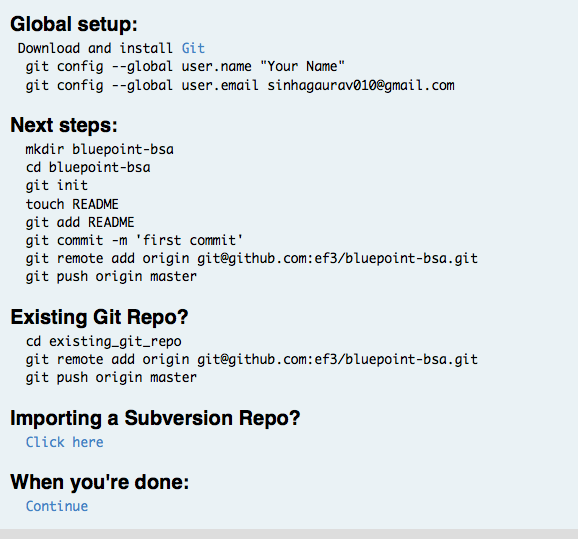 Global setup:
Download and install Git
git config --global user.name "Your Name"
git config --global user.email sinhagaurav010@gmail.com
Next steps:
mkdir bluepoint-bsa
cd bluepoint-bsa
git init
touch README
git add README
git commit -m 'first commit'
git remote add origin git@github.com:ef3/bluepoint-bsa.git
git push origin master
Existing Git Repo?
cd existing_git_repo
git remote add origin git@github.com:ef3/bluepoint-bsa.git
git push origin master
Importing a Subversion Repo?
Click here
When you're done:
Continue